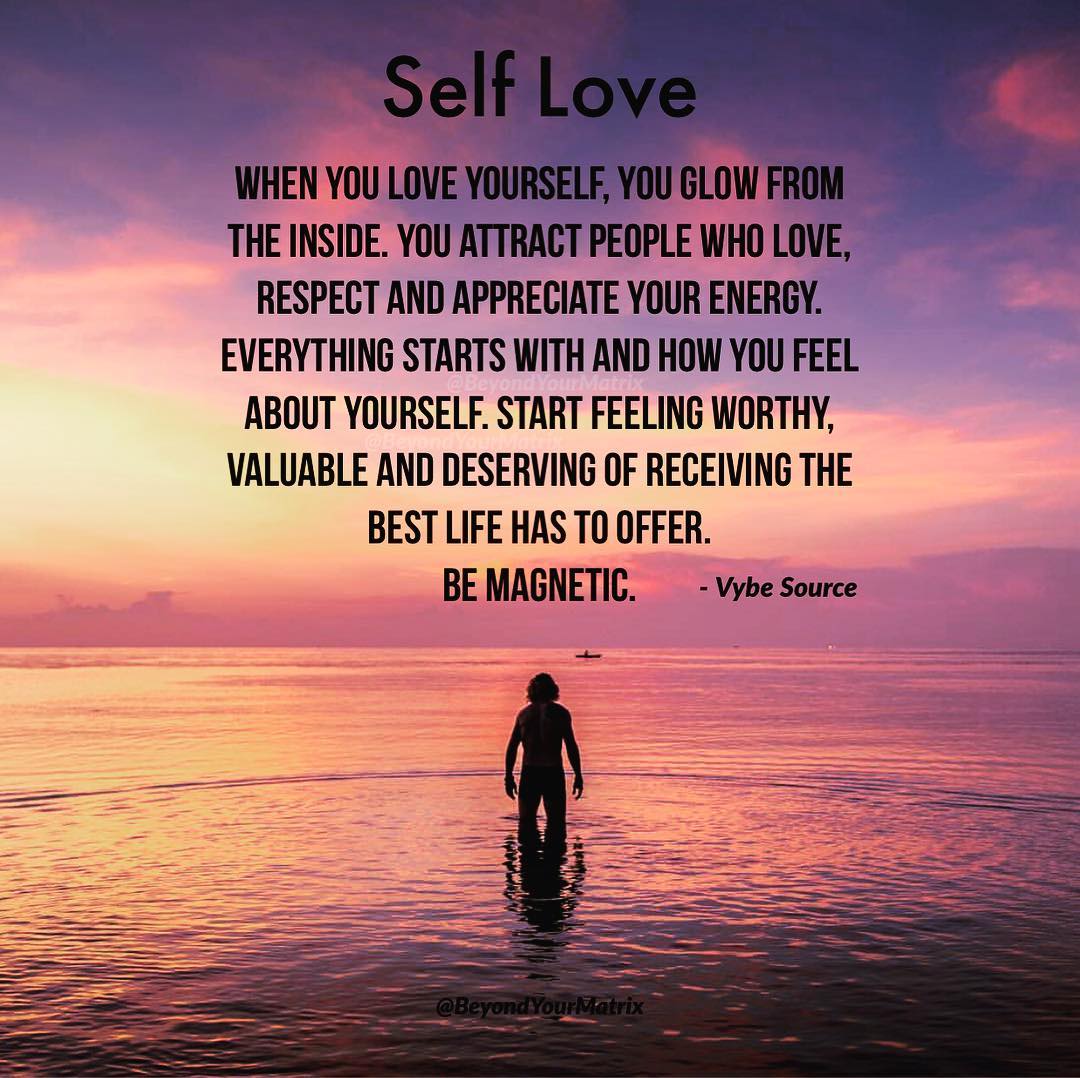 Self Love
WHEN YOU LOVE YOURSELF, YOU GLOW FROM
THE INSIDE. YOU ATTRACT PEOPLE WHO LOVE,
RESPECT AND APPRECIATE YOUR ENERGY.
EVERYTHING STARTS WITH AND HOW YOU FEEL
@BeyondYourMatrix
ABOUT YOURSELF. START FEELING WORTHY,
@BeyondYourMatrix
VALUABLE AND DESERVING OF RECEIVING THE
BEST LIFE HAS TO OFFER.
BE MAGNETIC. - Vybe Source
@BeyondYourMatrix